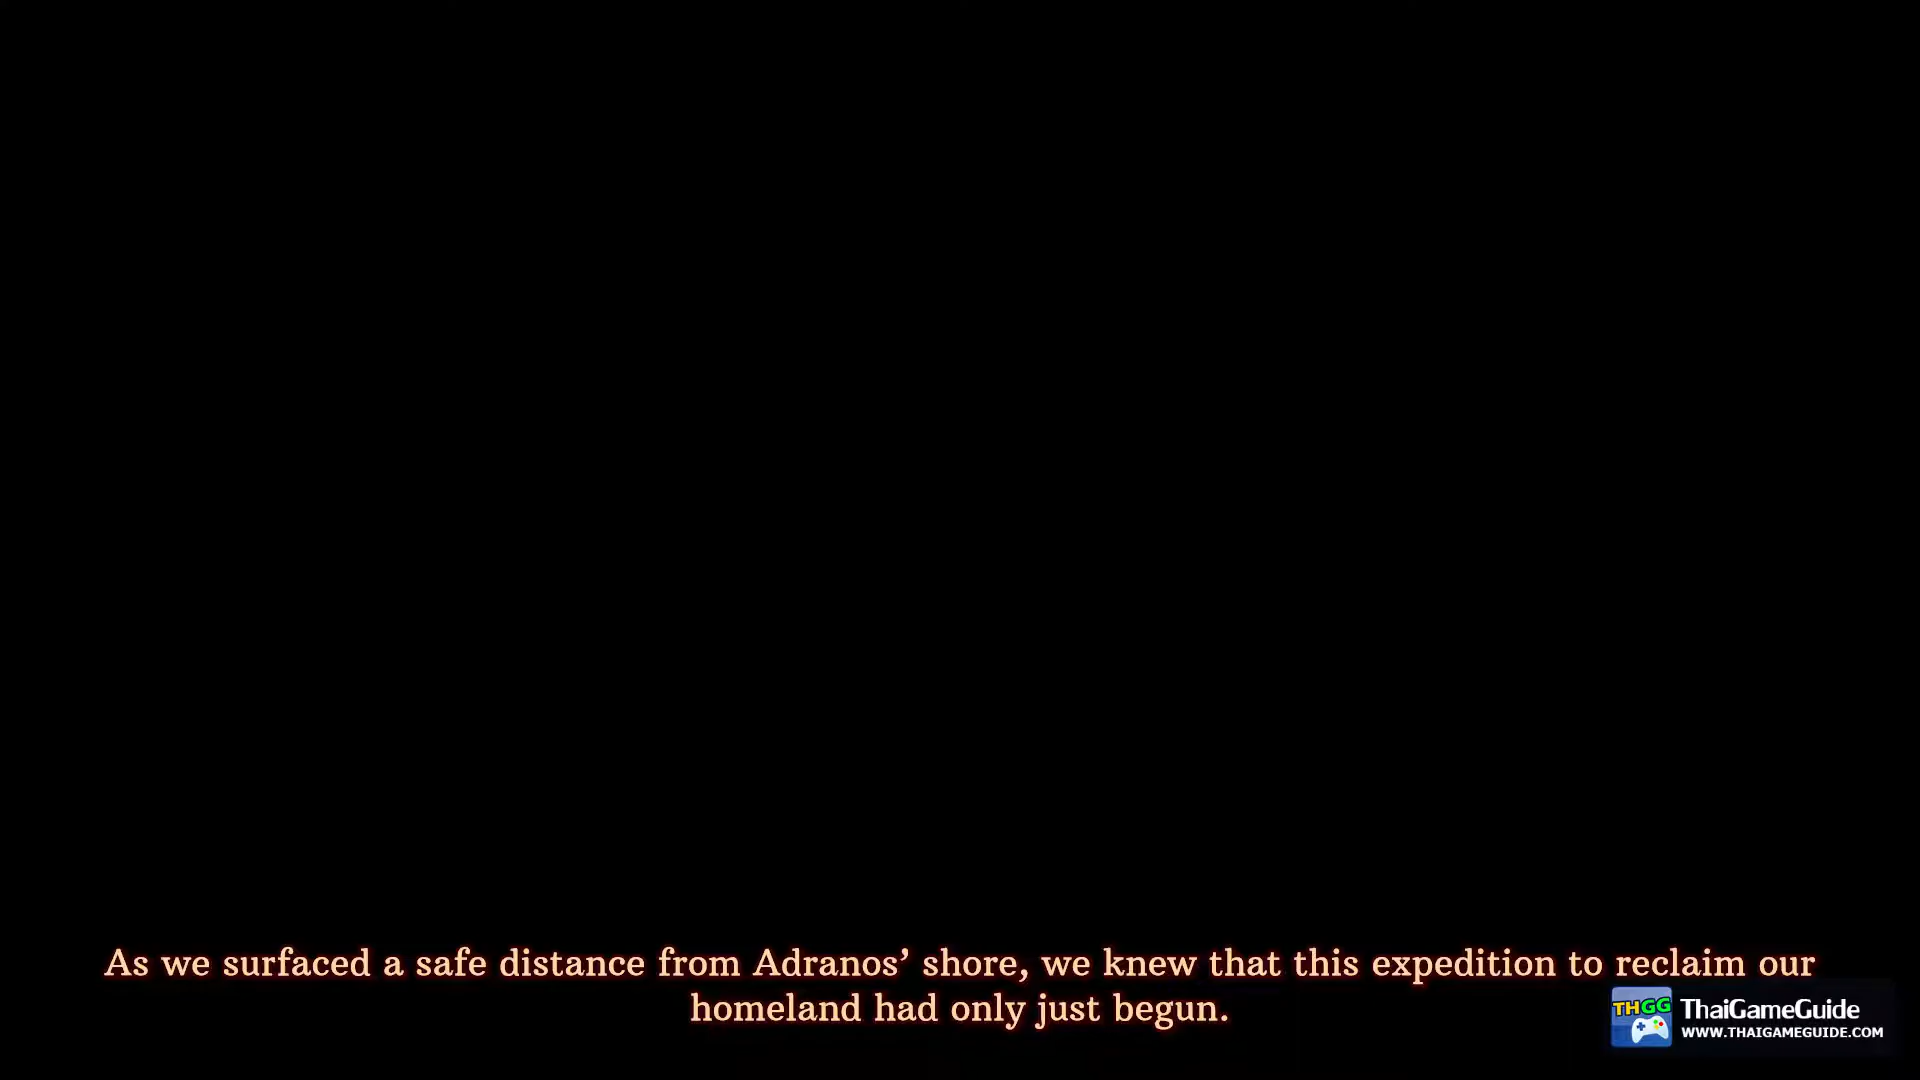 As we surfaced a safe distance from Adranos’ shore, we knew that this expedition to reclaim our
homeland had only just begun.
THGG ThaiGameGuide
WWW.THAIGAMEGUIDE.COM